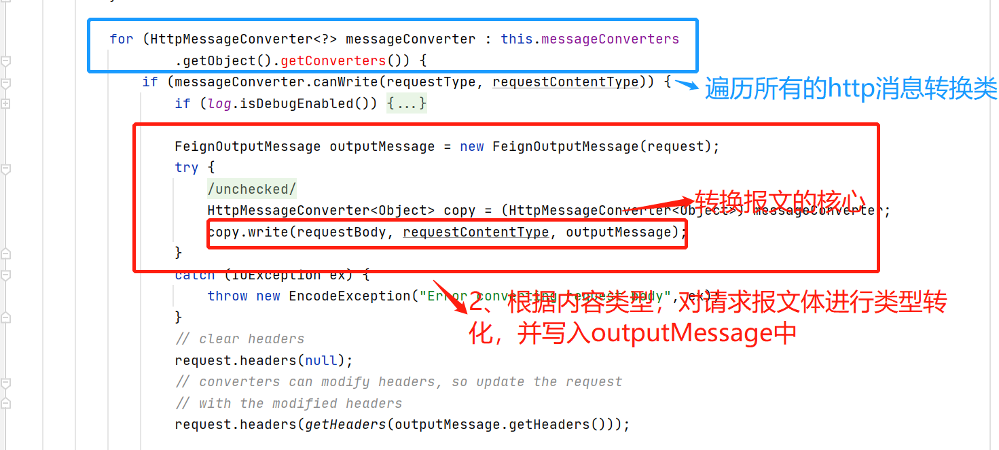 for (HttpMessageConverter<?> messageConverter : this.messageConverters
.getObject().getConverters()) {
if (messageConverter.canWrite(requestType, requestContentType)) {
遍历所有的http消息转换类
if (log.isDebugEnabled()) {...}
FeignOutputMessage outputMessage = new FeignOutputMessage(request);
try {
/unchecked/
转换报文的核心
HttpMessageConverter<Object> copy = (HttpMessageConverter<Object>) messageConverter;
copy.write(requestBody, requestContentType, outputMessage);
}
catch (IOException ex) {
throw new EncodeException("Error converting request body", ex);
2、根据内容类型，对请求报文体进行类型转
化，并写入outputMessage中
}
// clear headers
request.headers(null);
// converters can modify headers, so update the request
// with the modified headers
request.headers(getHeaders(outputMessage.getHeaders()));